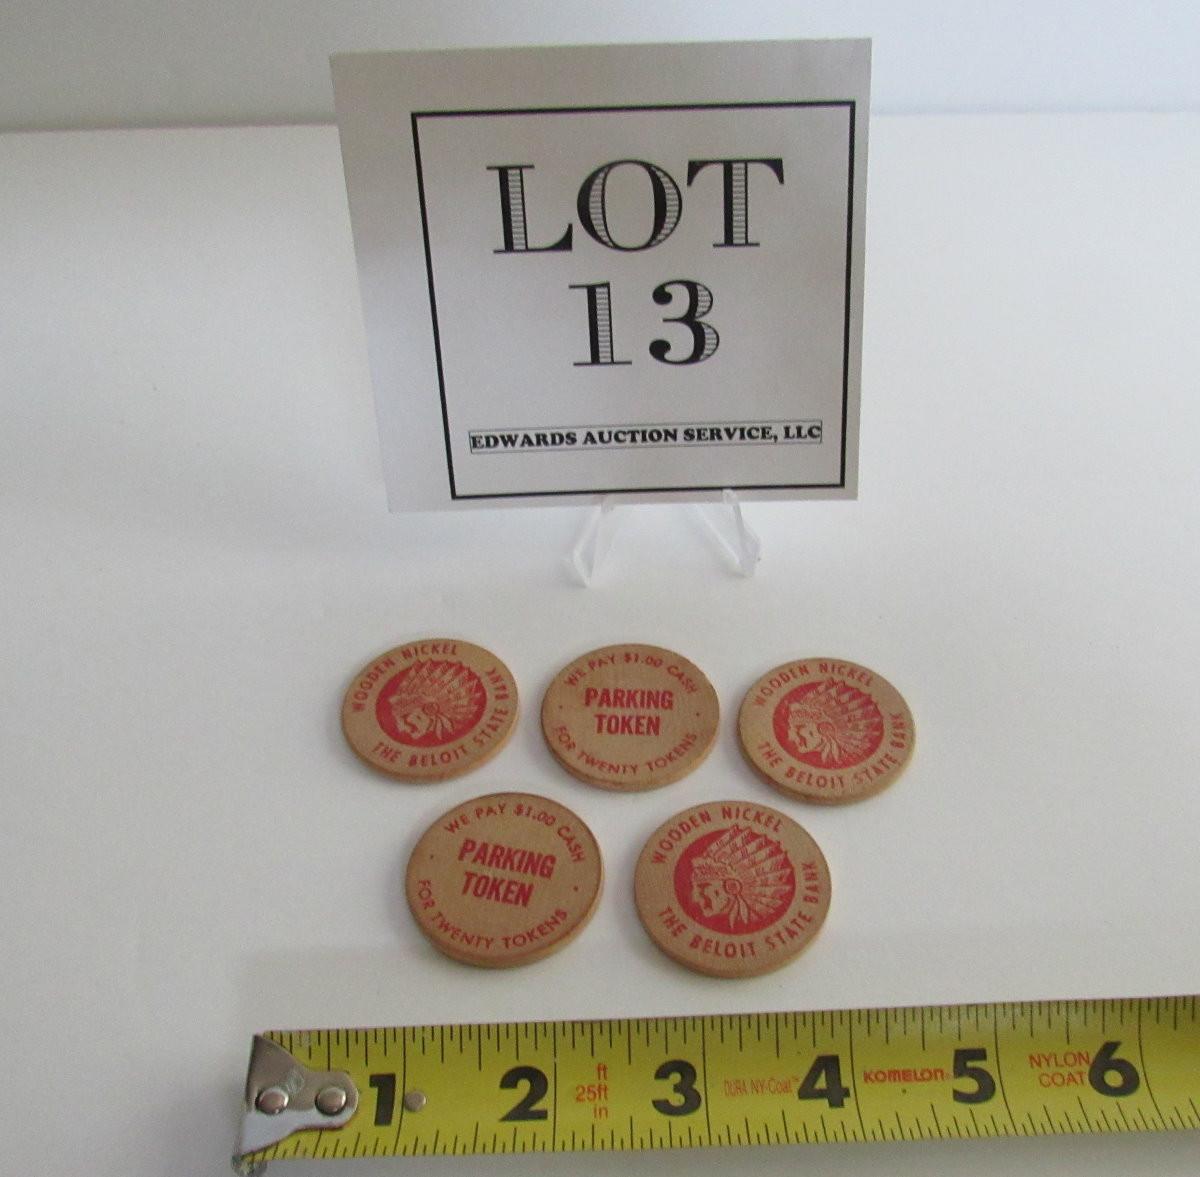 LOT
13
EDWARDS AUCTION SERVICE, LLC
WOODEN NICKEL
THE BELOIT STATE BANK
WE PAY $1.00 CASH
PARKING
TOKEN
FOR TWENTY TOKENS
WOODEN NICKEL
THE BELOIT STATE BANK
WE PAY $1.00 CASH
PARKING
TOKEN
FOR TWENTY TOKENS
WOODEN NICKEL
THE BELOIT STATE BANK
1 2 ft 3 DURA NY-Coat™ 4 KOMELON® 5 NYLON 6
25ft COAT
in